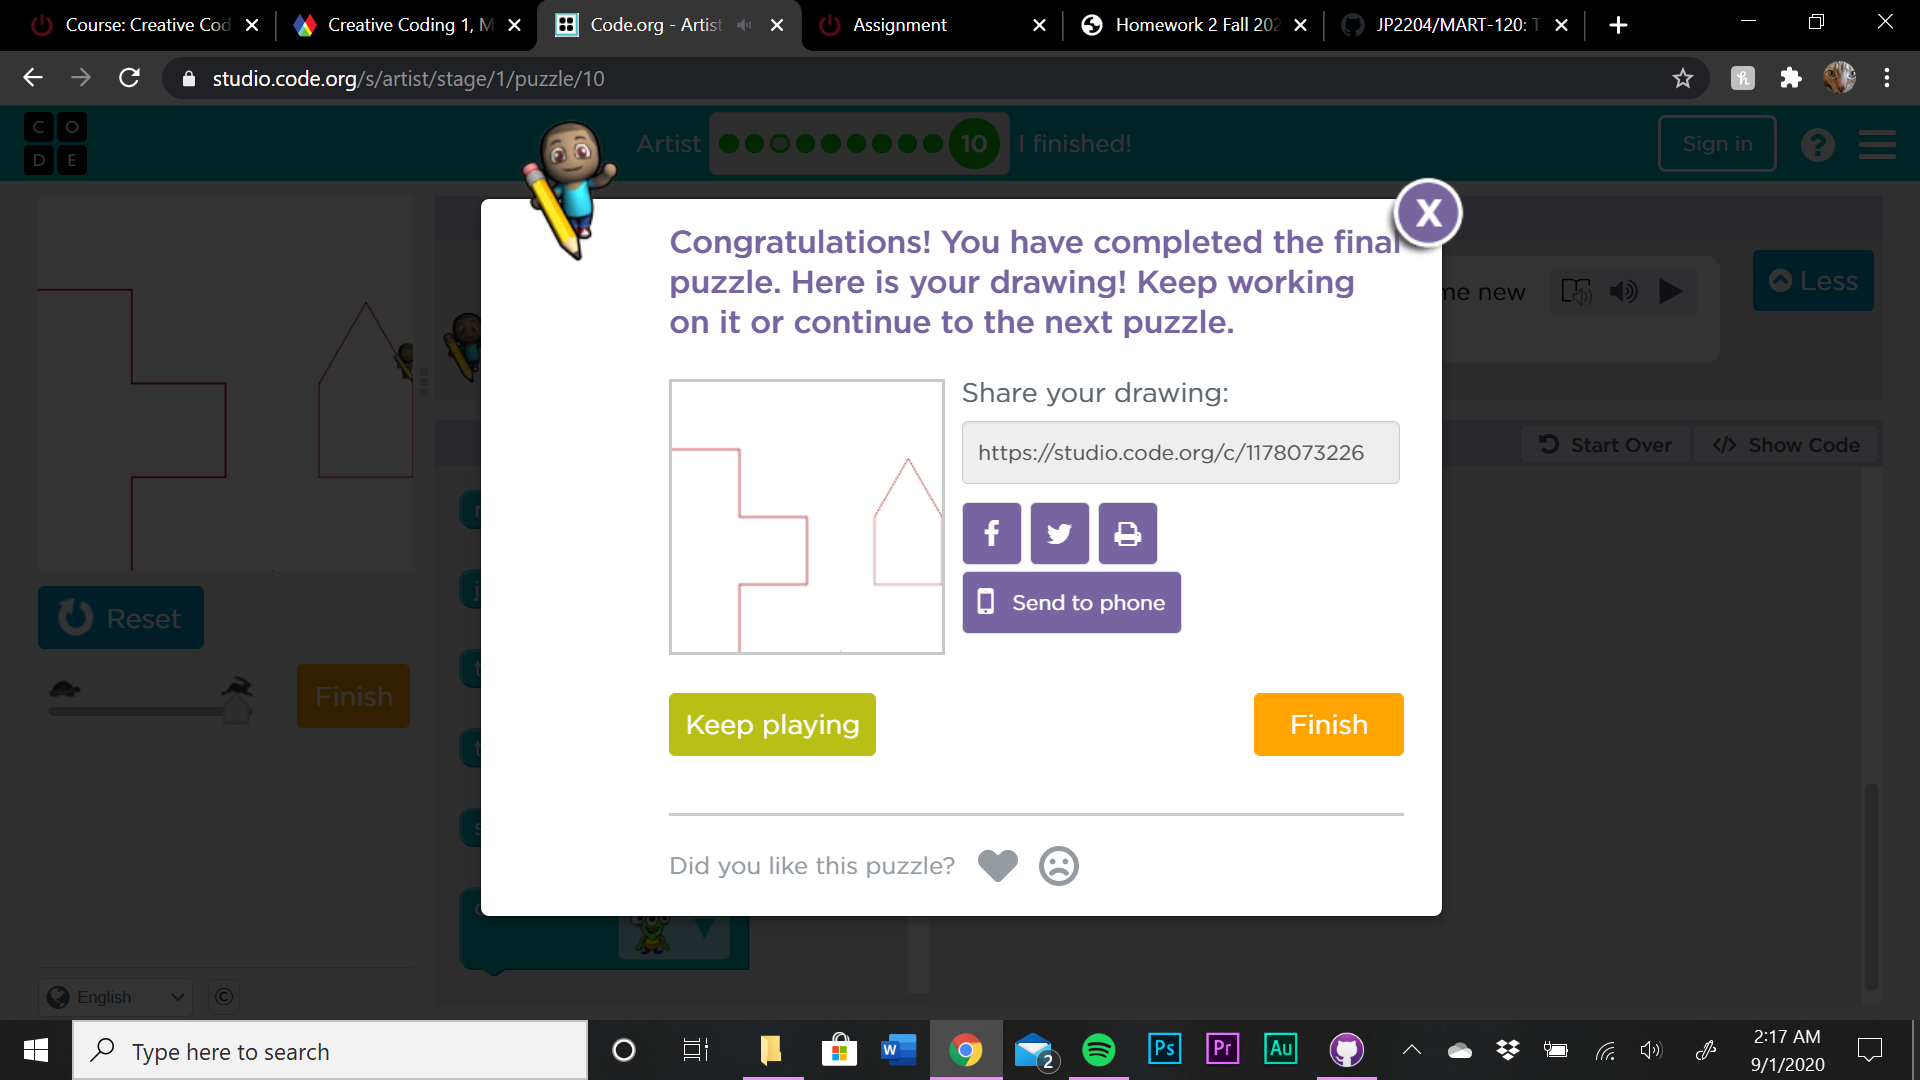 Course: Creative Cod
Creative Coding 1, M
Code.org - Artist
Assignment
Homework 2 Fall 202
JP2204/MART-120: T
studio.code.org/s/artist/stage/1/puzzle/10
C O
D E
Artist
10
I finished!
Sign in
?
X
Congratulations! You have completed the final
puzzle. Here is your drawing! Keep working
on it or continue to the next puzzle.
me new
Less
Share your drawing:
https://studio.code.org/c/1178073226
Start Over
Show Code
Send to phone
Reset
Finish
Keep playing
Finish
Did you like this puzzle?
English
©
Type here to search
W
2
Ps
Pr
Au
2:17 AM
9/1/2020